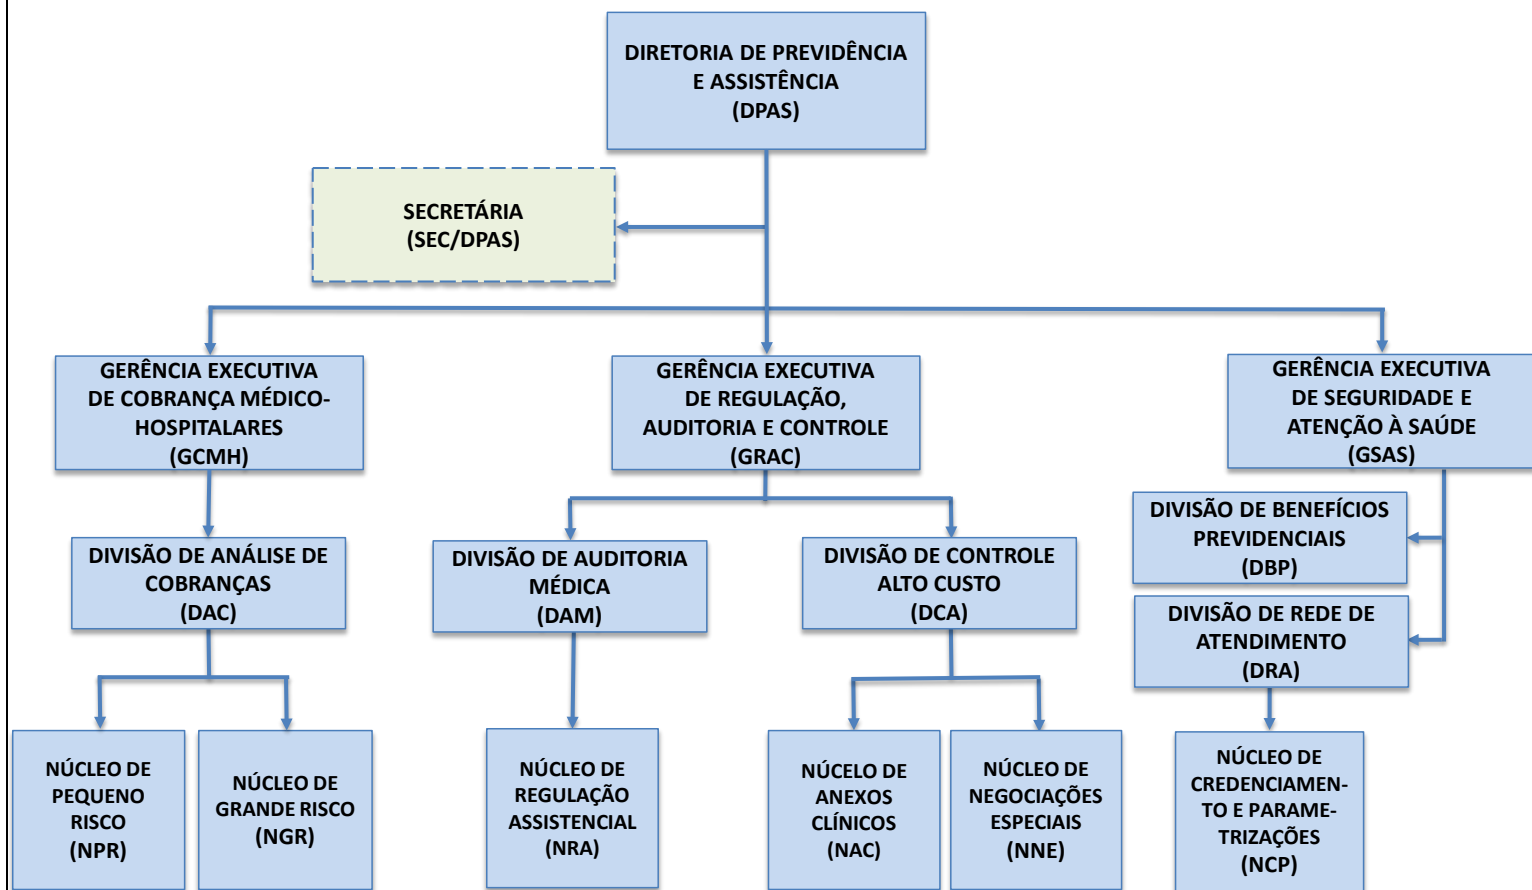 DIRETORIA DE PREVIDÊNCIA
E ASSISTÊNCIA
(DPAS)
SECRETÁRIA
(SEC/DPAS)
GERÊNCIA EXECUTIVA
DE COBRANÇA MÉDICO-
HOSPITALARES
(GCMH)
GERÊNCIA EXECUTIVA
DE REGULAÇÃO,
AUDITORIA E CONTROLE
(GRAC)
GERÊNCIA EXECUTIVA
DE SEGURIDADE E
ATENÇÃO À SAÚDE
(GSAS)
DIVISÃO DE BENEFÍCIOS
PREVIDENCIAIS
(DBP)
DIVISÃO DE ANÁLISE DE
COBRANÇAS
(DAC)
DIVISÃO DE AUDITORIA
MÉDICA
(DAM)
DIVISÃO DE CONTROLE
ALTO CUSTO
(DCA)
DIVISÃO DE REDE DE
ATENDIMENTO
(DRA)
NÚCLEO DE
PEQUENO
RISCO
(NPR)
NÚCLEO DE
GRANDE RISCO
(NGR)
NÚCLEO DE
REGULAÇÃO
ASSISTENCIAL
(NRA)
NÚCELO DE
ANEXOS
CLÍNICOS
(NAC)
NÚCLEO DE
NEGOCIAÇÕES
ESPECIAIS
(NNE)
NÚCLEO DE
CREDENCIAMEN-
TO E PARAME-
TRIZAÇÕES
(NCP)